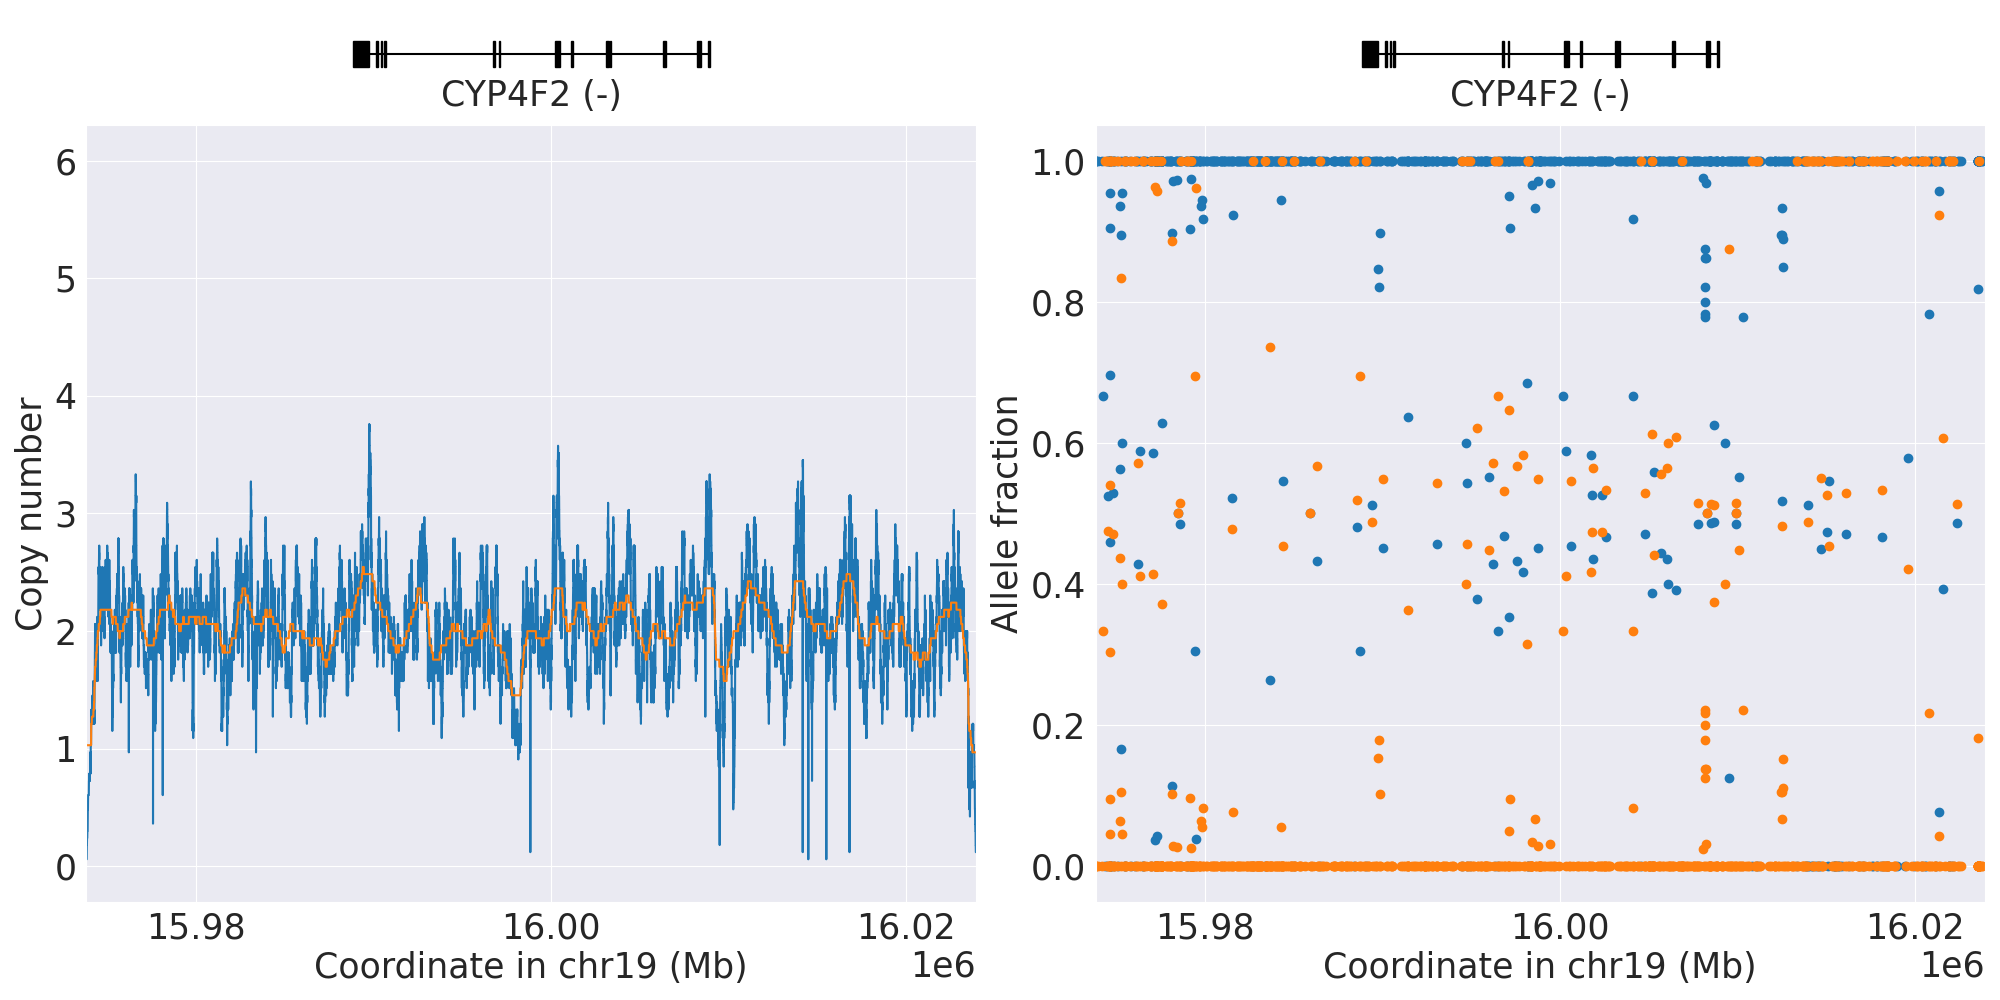 CYP4F2 (-)
6
5
4
3
2
1
0
Copy number
15.98
16.00
16.02
Coordinate in chr19 (Mb)
1e6
CYP4F2 (-)
1.0
0.8
0.6
0.4
0.2
0.0
Allele fraction
15.98
16.00
16.02
Coordinate in chr19 (Mb)
1e6